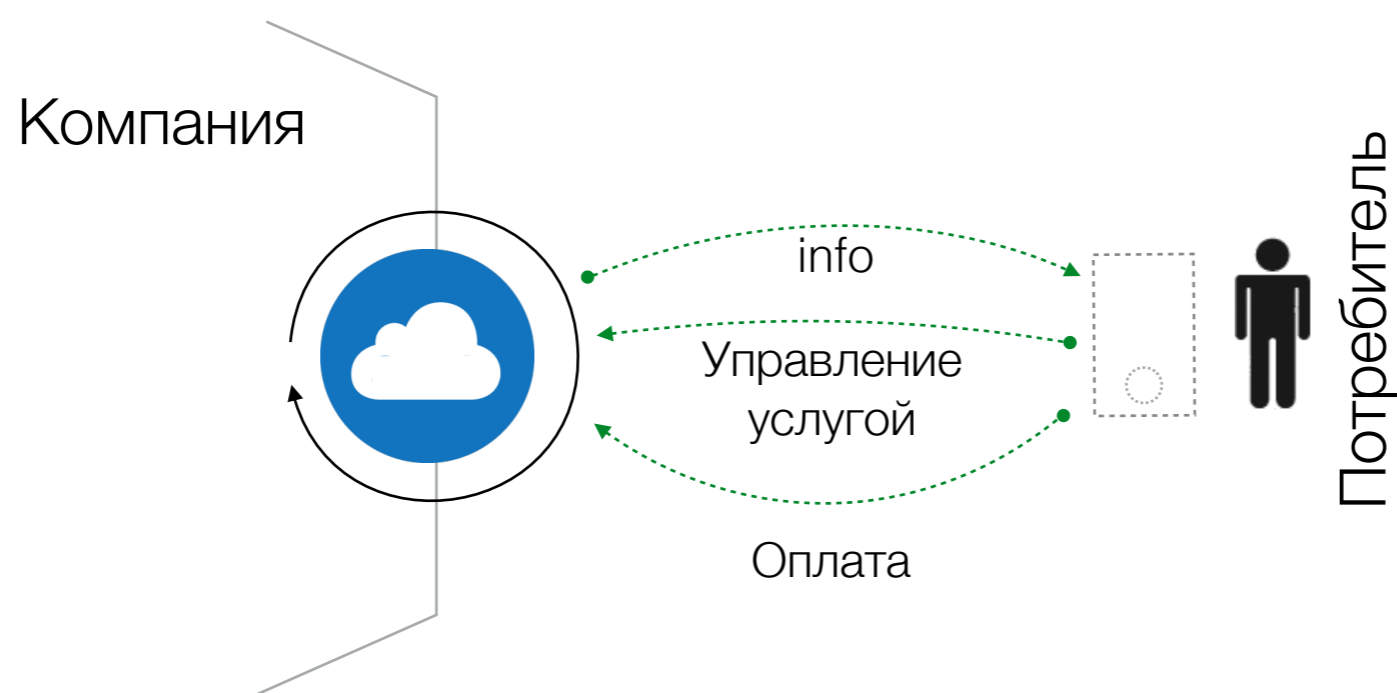 Компания
info
Управление
услугой
Оплата
Потребитель